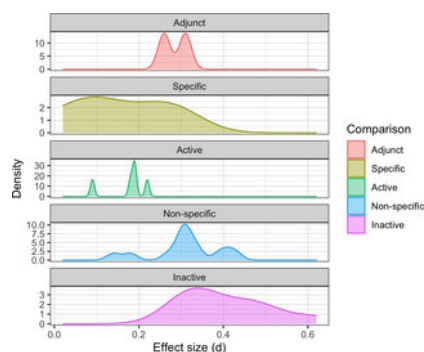 Adjunct
10
5
0
Specific
2
1
0
Active
30
20
10
0
Non-specific
10.0
7.5
5.0
2.5
0.0
Inactive
3
2
1
0
0.0 0.2 0.4 0.6
Effect size (d)
Density
Comparison
Adjunct
Specific
Active
Non-specific
Inactive